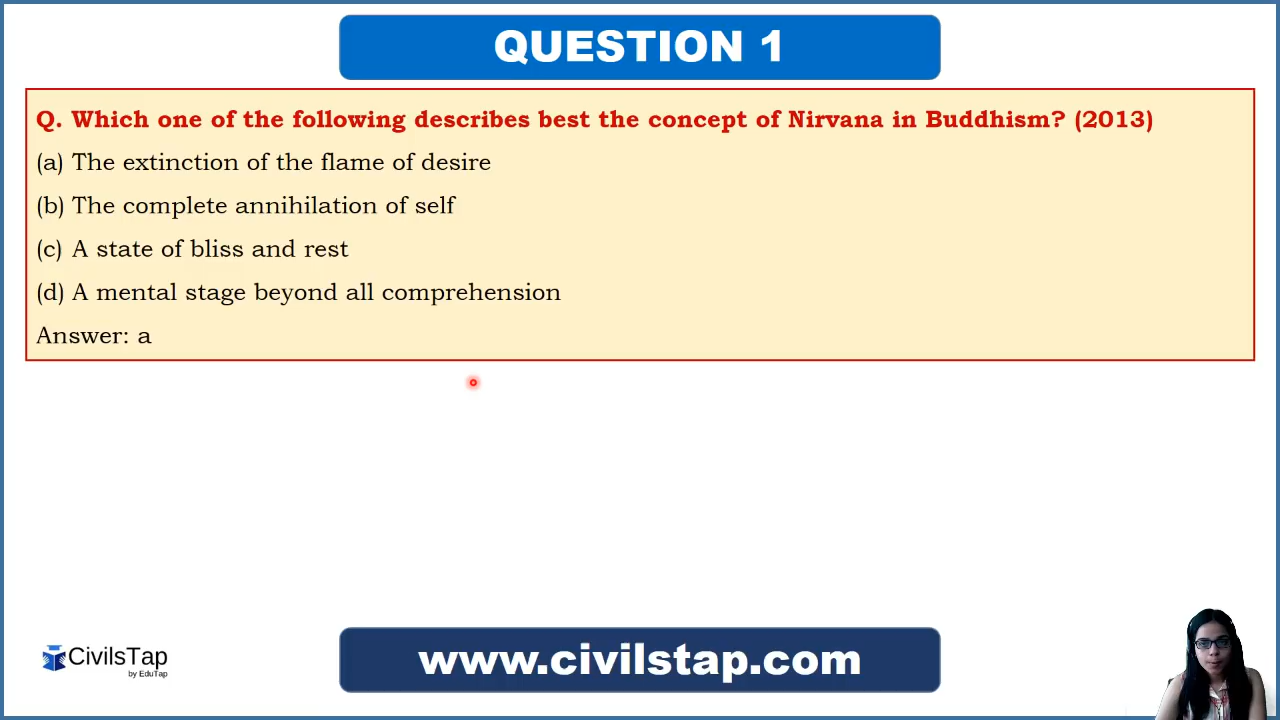 QUESTION 1
Q. Which one of the following describes best the concept of Nirvana in Buddhism? (2013)
(a) The extinction of the flame of desire
(b) The complete annihilation of self
(c) A state of bliss and rest
(d) A mental stage beyond all comprehension
Answer: a
CivilsTap
by EduTap
www.civilstap.com